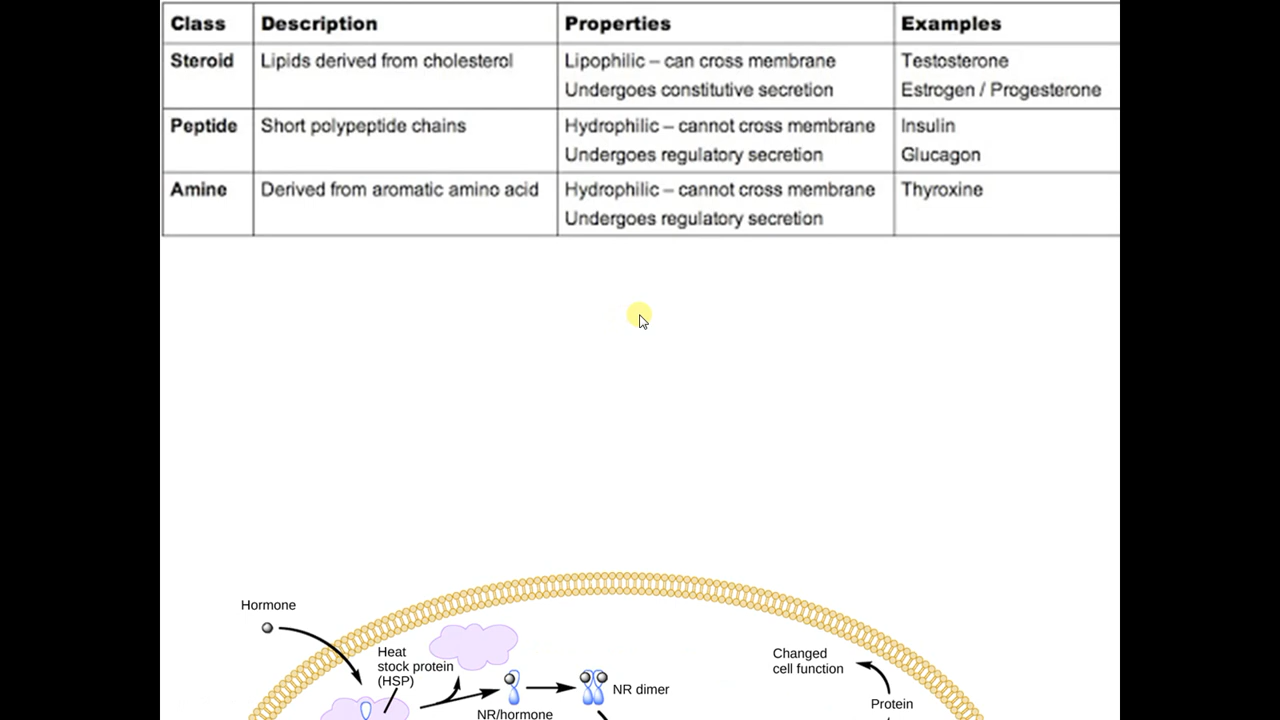 Class Description Properties Examples
Steroid Lipids derived from cholesterol Lipophilic – can cross membrane Testosterone
Undergoes constitutive secretion Estrogen / Progesterone
Peptide Short polypeptide chains Hydrophilic – cannot cross membrane Insulin
Undergoes regulatory secretion Glucagon
Amine Derived from aromatic amino acid Hydrophilic – cannot cross membrane Thyroxine
Undergoes regulatory secretion
Hormone
Heat
stock protein
(HSP)
NR/hormone
NR dimer
Changed
cell function
Protein